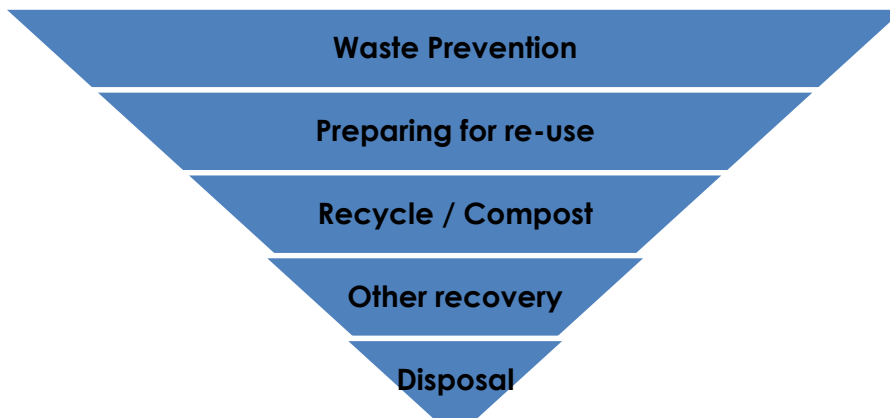 Waste Prevention
Preparing for re-use
Recycle / Compost
Other recovery
Disposal